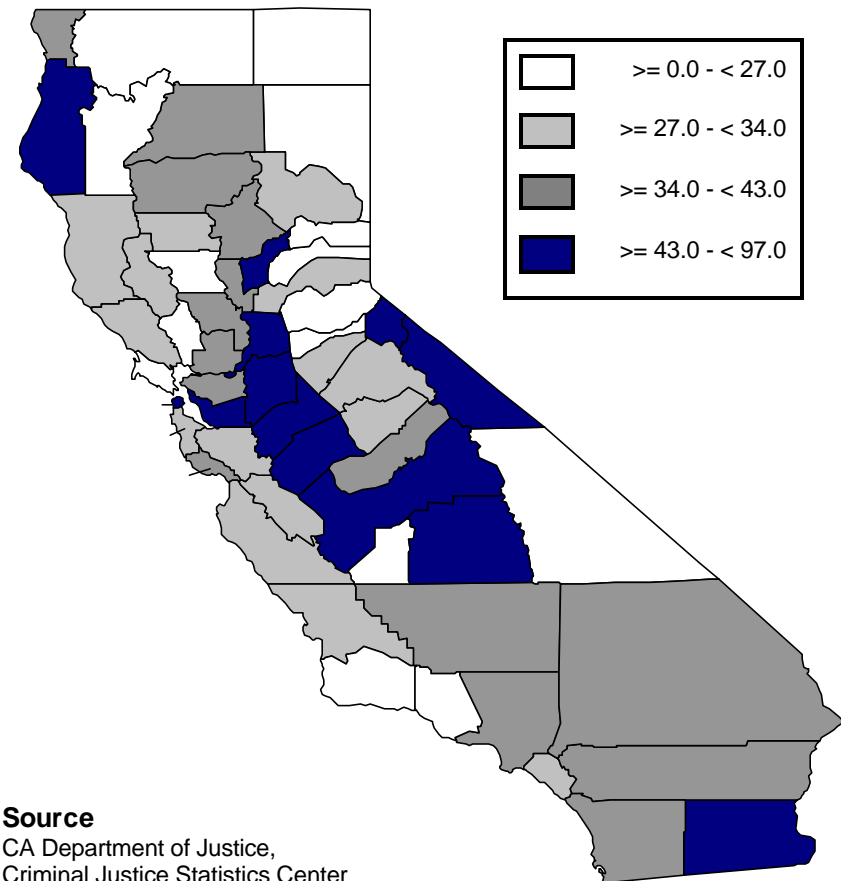 >= 0.0 - < 27.0
>= 27.0 - < 34.0
>= 34.0 - < 43.0
>= 43.0 - < 97.0
Source
CA Department of Justice,
Criminal Justice Statistics Center